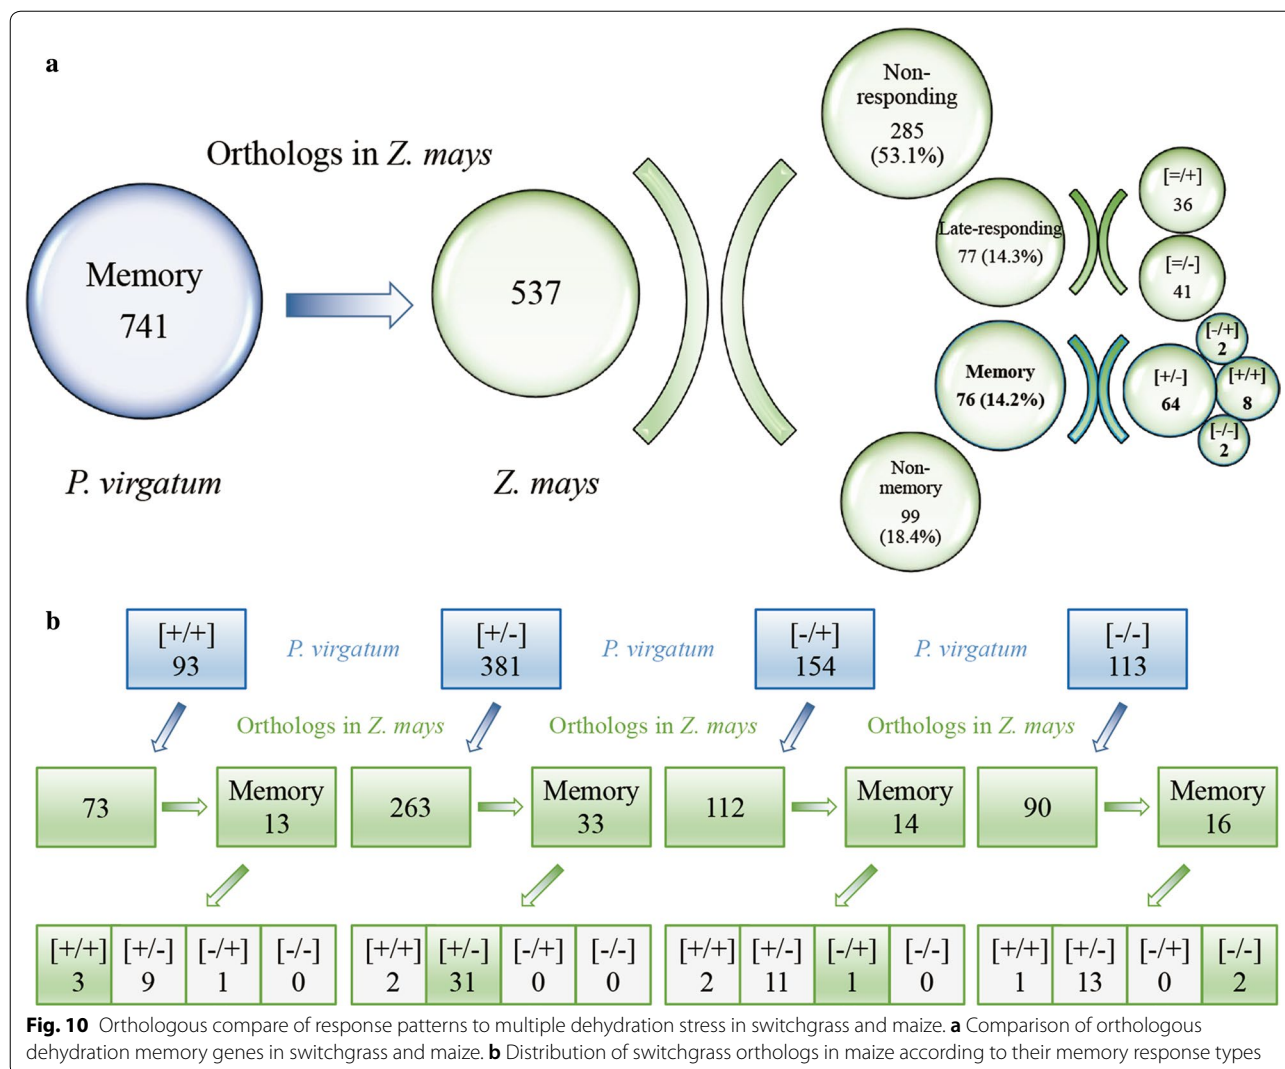 a
Orthologs in Z. mays
Memory
741
P. virgatum
537
Z. mays
Non-
responding
285
(53.1%)
Late-responding
77 (14.3%)
[=/+]
36
[=/-]
41
Memory
76 (14.2%)
[+/-]
64
[-/+]
2
[+/+]
8
[-/-]
2
Non-
memory
99
(18.4%)
b
[+/+]
93
P. virgatum
[+/-]
381
P. virgatum
[-/+]
154
P. virgatum
[-/-]
113
Orthologs in Z. mays
Orthologs in Z. mays
Orthologs in Z. mays
73
Memory
13
263
Memory
33
112
Memory
14
90
Memory
16
[+/+] [+/-] [-/+] [-/-]
3 9 1 0
[+/+] [+/-] [-/+] [-/-]
2 31 0 0
[+/+] [+/-] [-/+] [-/-]
2 11 1 0
[+/+] [+/-] [-/+] [-/-]
1 13 0 2
Fig. 10 Orthologous compare of response patterns to multiple dehydration stress in switchgrass and maize. a Comparison of orthologous
dehydration memory genes in switchgrass and maize. b Distribution of switchgrass orthologs in maize according to their memory response types